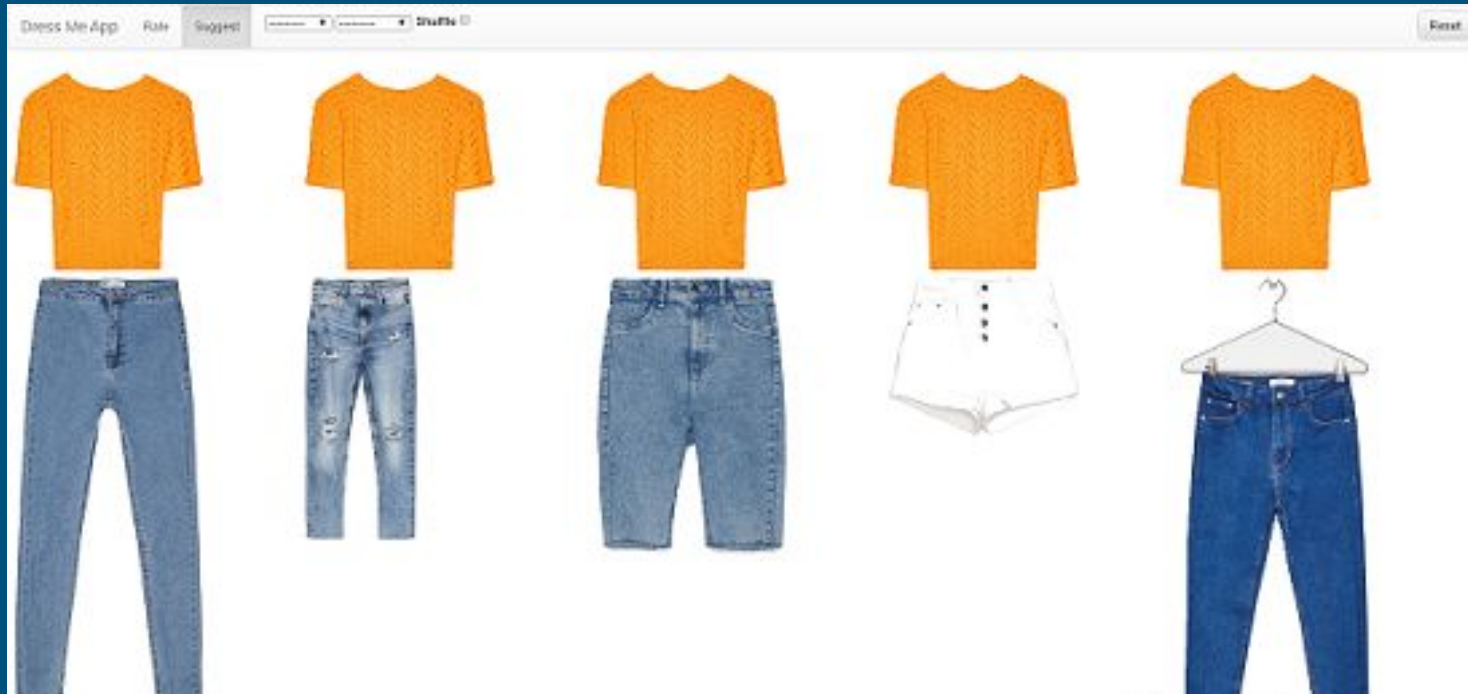 Dress Me App Rate Suggest -------- -------- Shuffle Reset